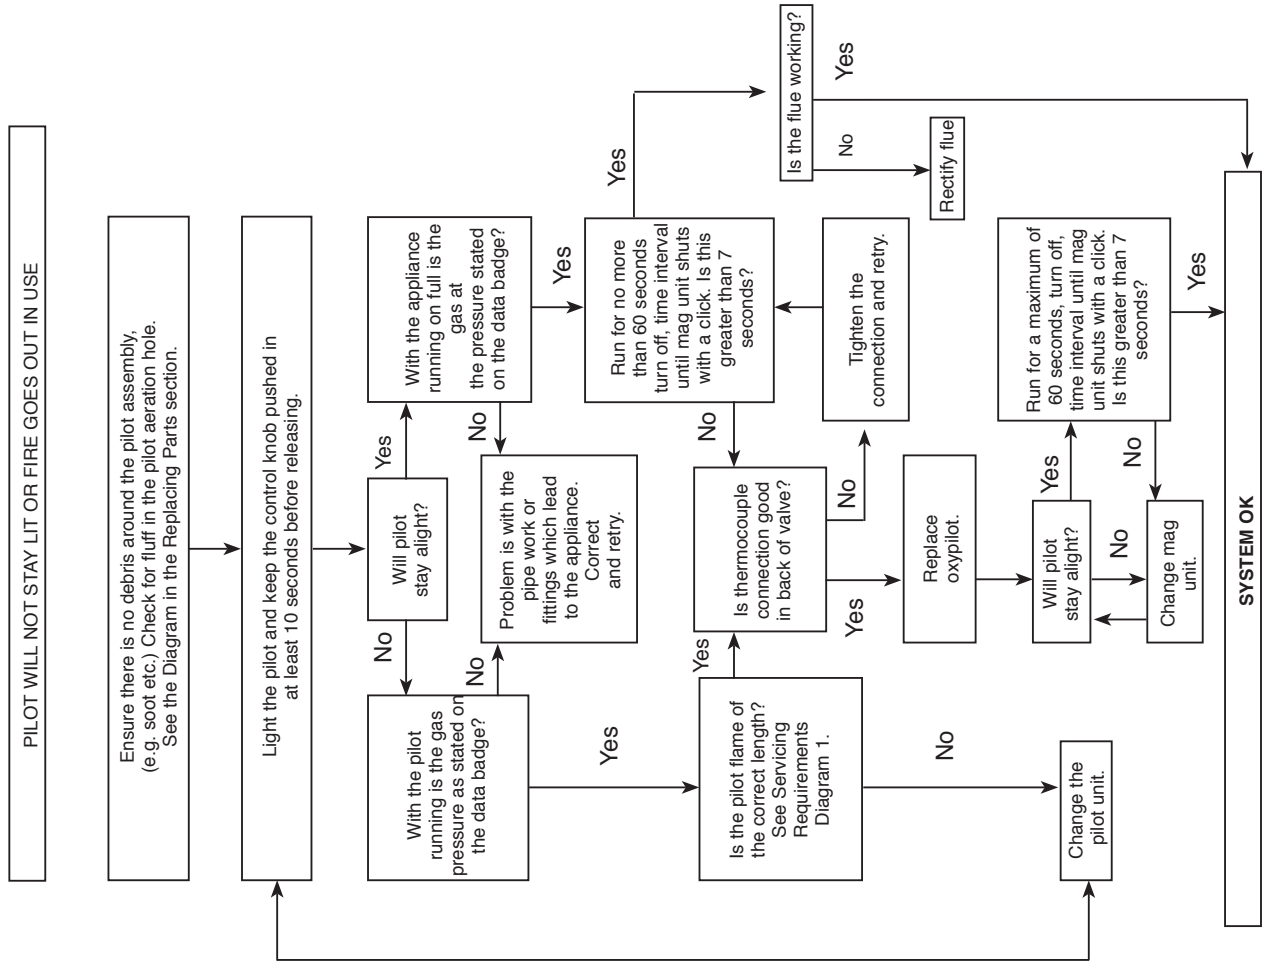 PILOT WILL NOT STAY LIT OR FIRE GOES OUT IN USE
Ensure there is no debris around the pilot assembly,
(e.g. soot etc.) Check for fluff in the pilot aeration hole.
See the Diagram in the Replacing Parts section.
Light the pilot and keep the control knob pushed in
at least 10 seconds before releasing.
Will pilot
stay alight?
No
Yes
With the pilot
running is the gas
pressure as stated on
the data badge?
No
Yes
With the appliance
running on full is the
gas at
the pressure stated
on the data badge?
No
Yes
Problem is with the
pipe work or
fittings which lead
to the appliance.
Correct
and retry.
Run for no more
than 60 seconds
turn off, time interval
until mag unit shuts
with a click. Is this
greater than 7
seconds?
No
Yes
Is the pilot flame of
the correct length?
See Servicing
Requirements
Diagram 1.
Yes
No
Is thermocouple
connection good
in back of valve?
Yes
No
Tighten the
connection and retry.
Is the flue working?
No
Yes
Rectify flue
Replace
oxypilot.
Will pilot
stay alight?
Yes
No
Run for a maximum of
60 seconds, turn off,
time interval until mag
unit shuts with a click.
Is this greater than 7
seconds?
No
Yes
Change the
pilot unit.
Change mag
unit.
SYSTEM OK